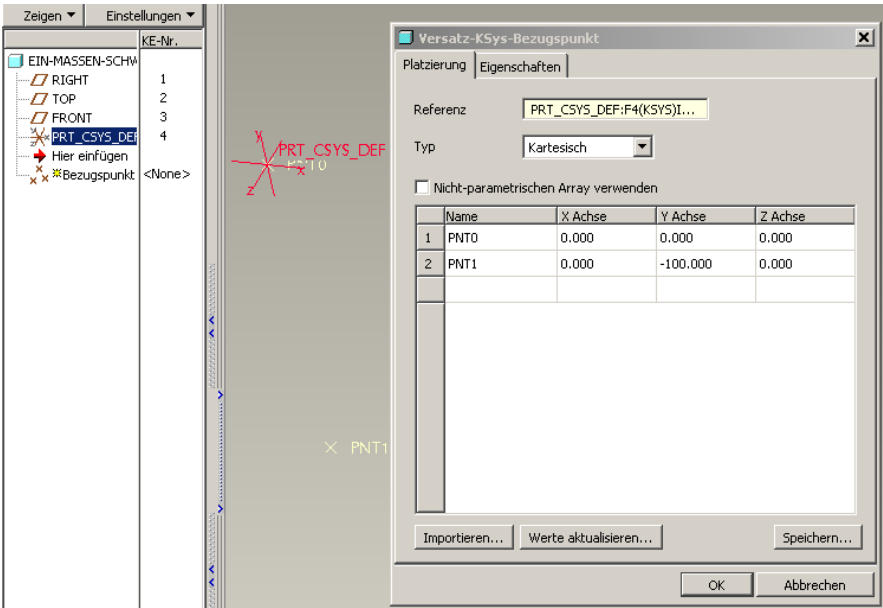 Zeigen Einstellungen
KE-Nr.
EIN-MASSEN-SCHW
RIGHT 1
TOP 2
FRONT 3
PRT_CSYS_DEF 4
Hier einfügen
Bezugspunkt <None>
y
PRT_CSYS_DEF
PNT0
x
z
PNT1
Versatz-KSys-Bezugspunkt
Platzierung Eigenschaften
Referenz PRT_CSYS_DEF:F4(KSYS)I...
Typ Kartesisch
Nicht-parametrischen Array verwenden
Name X Achse Y Achse Z Achse
1 PNT0 0.000 0.000 0.000
2 PNT1 0.000 -100.000 0.000
Importieren... Werte aktualisieren... Speichern...
OK Abbrechen